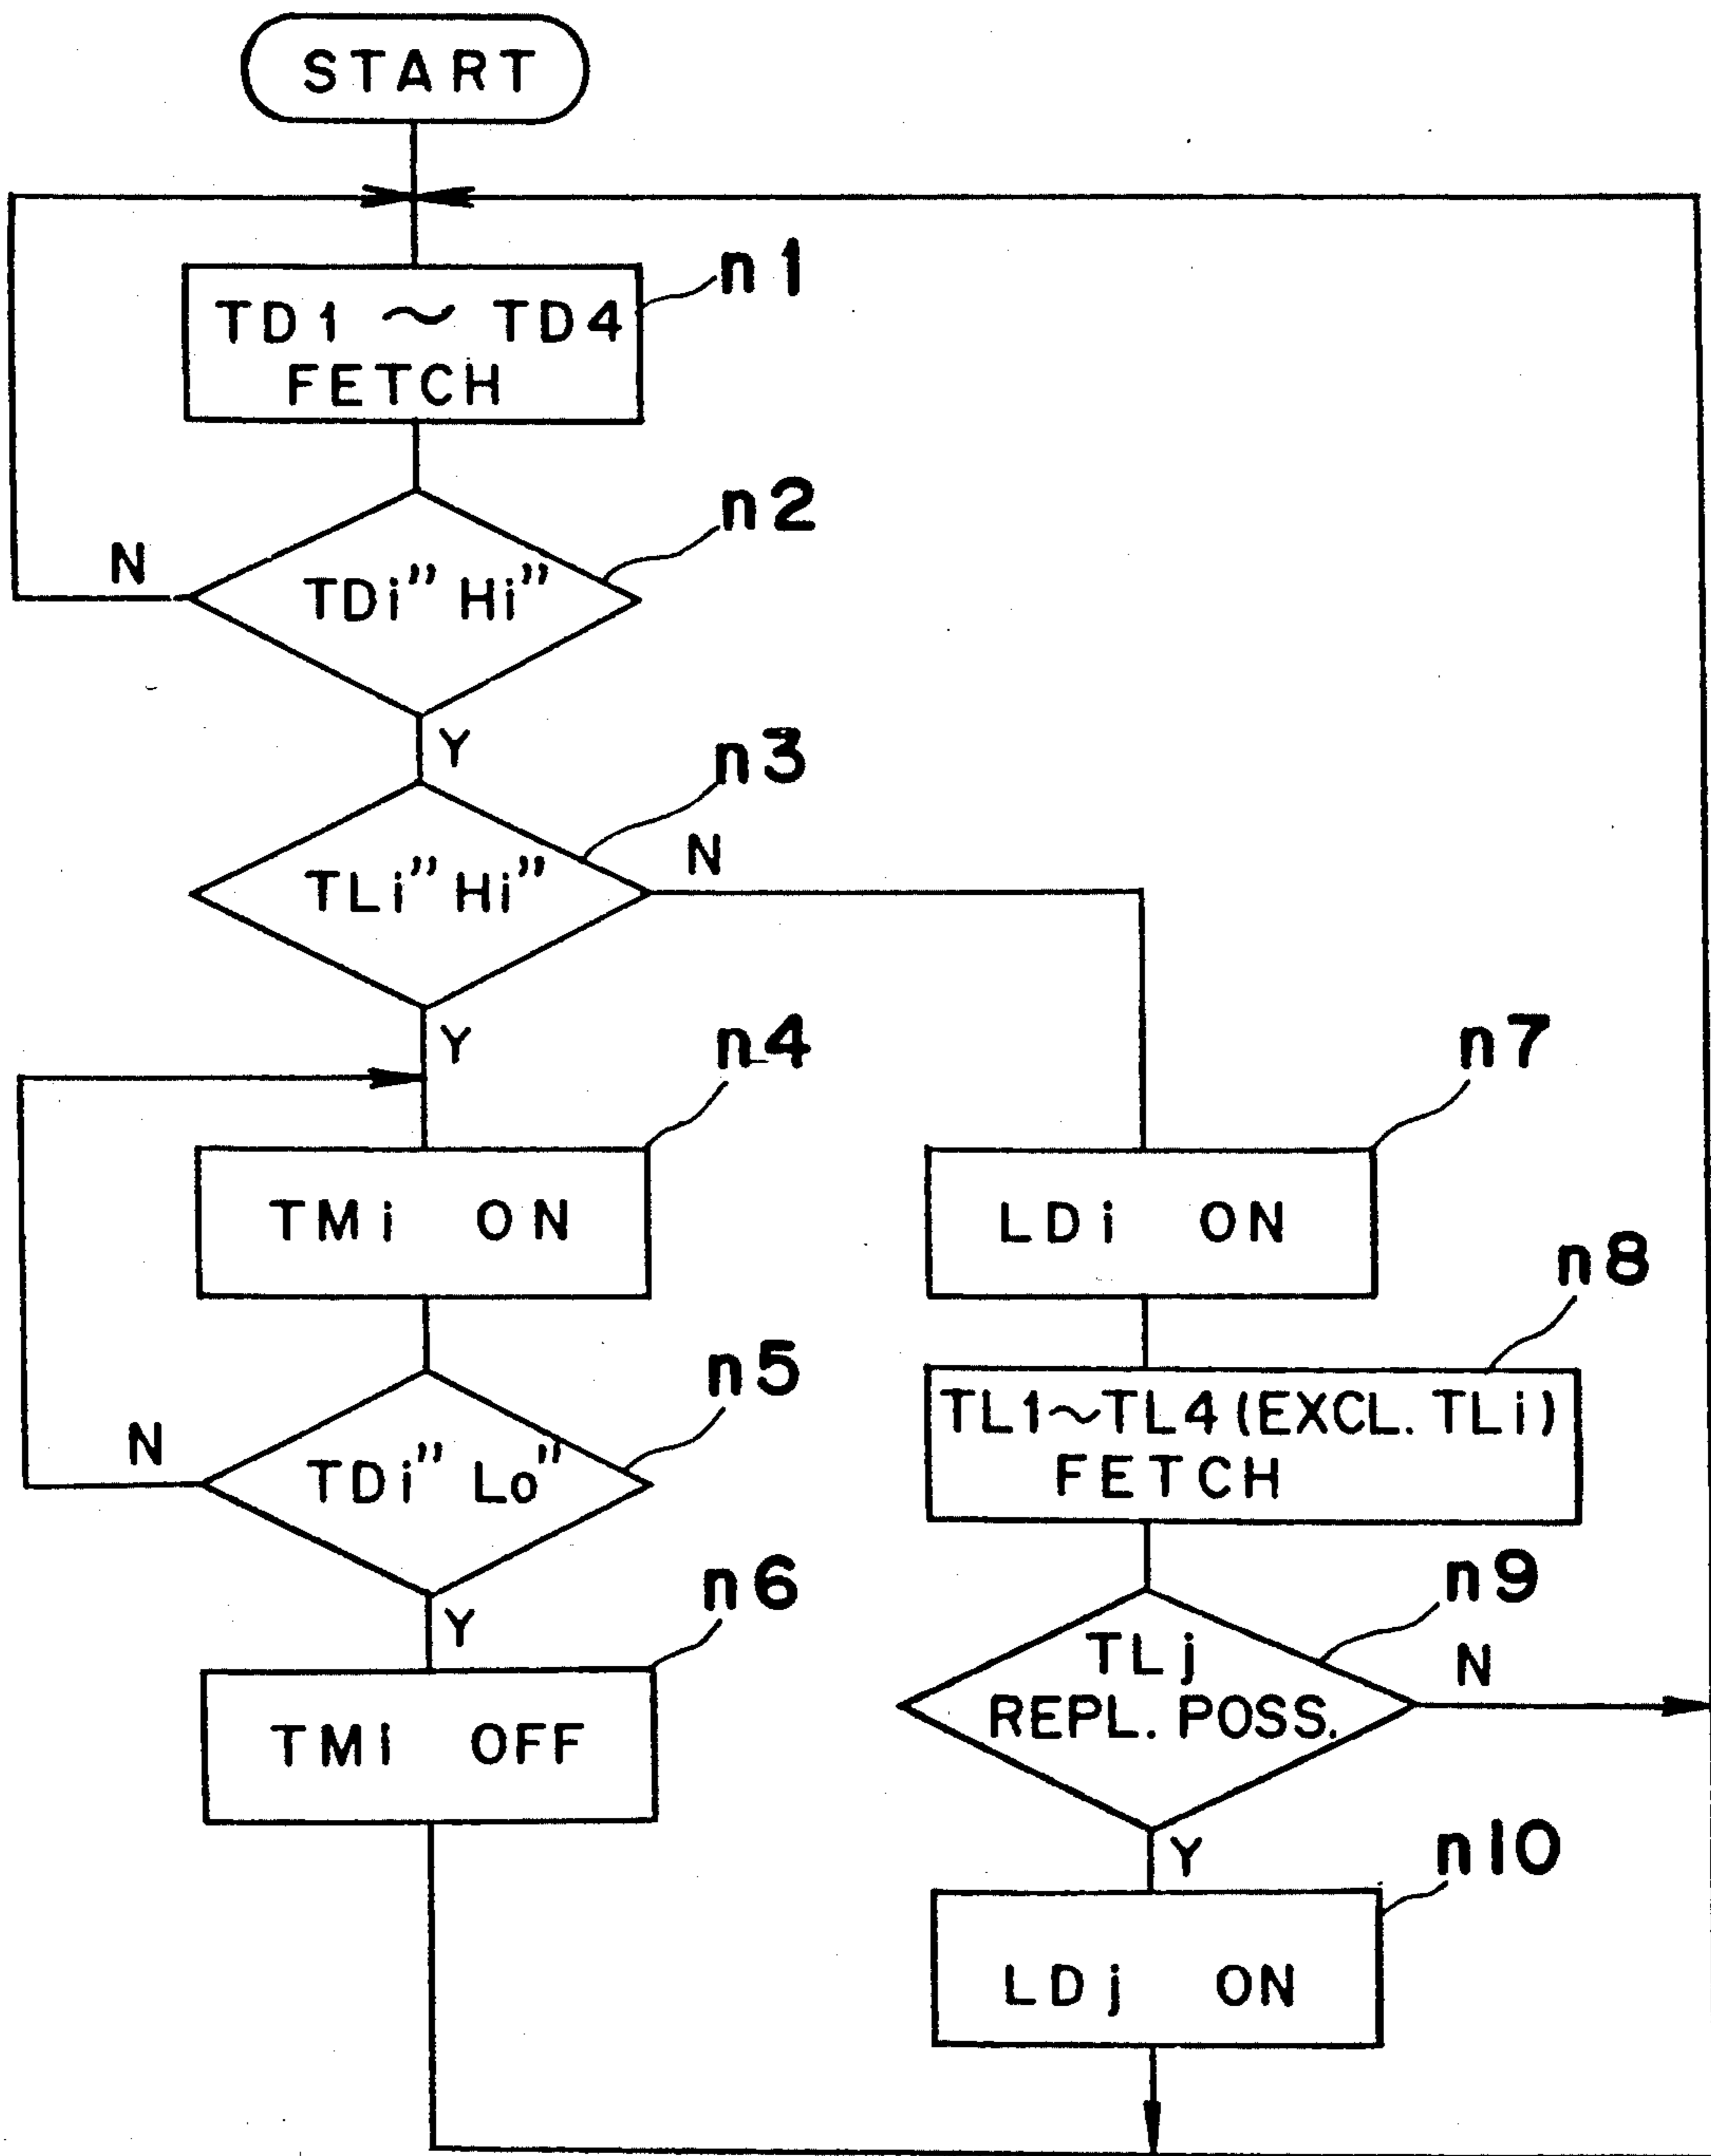 START
n1
TD1 ~ TD4
FETCH
n2
N
TDi" Hi"
Y
n3
N
TLi" Hi"
Y
n4
n7
TMi ON
LDi ON
n8
n5
TL1~TL4 (EXCL. TLi)
FETCH
N
TDi" Lo"
n6
n9
Y
TLj
REPL. POSS.
N
TMi OFF
Y
n10
LDj ON